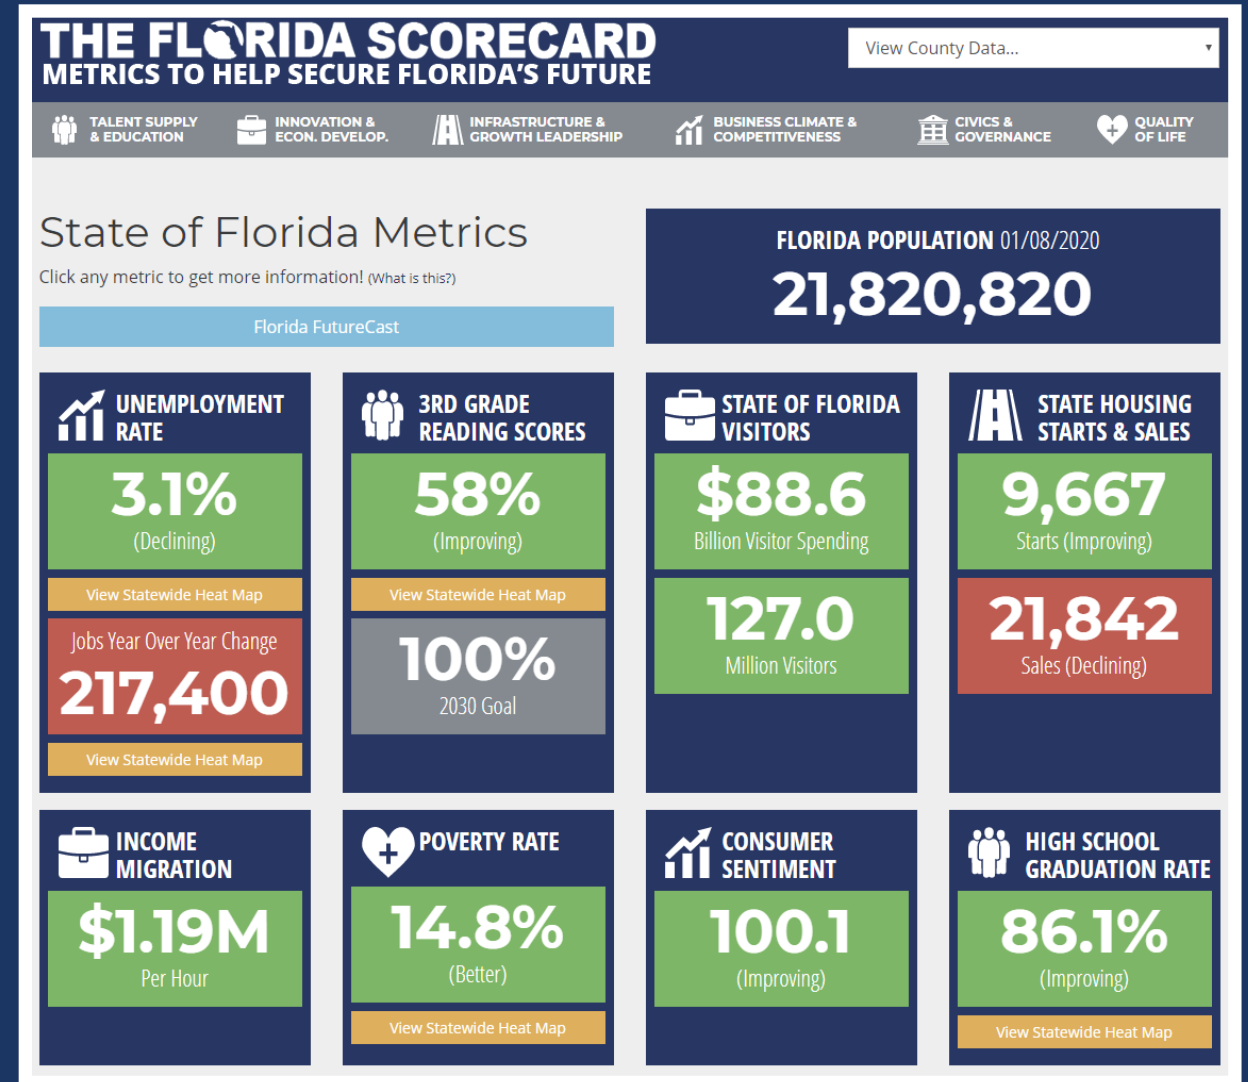 THE FLORIDA SCORECARD
METRICS TO HELP SECURE FLORIDA'S FUTURE
View County Data...
TALENT SUPPLY
& EDUCATION
INNOVATION &
ECON. DEVELOP.
INFRASTRUCTURE &
GROWTH LEADERSHIP
BUSINESS CLIMATE &
COMPETITIVENESS
CIVICS &
GOVERNANCE
QUALITY
OF LIFE
State of Florida Metrics
Click any metric to get more information! (What is this?)
Florida FutureCast
FLORIDA POPULATION 01/08/2020
21,820,820
UNEMPLOYMENT
RATE
3.1%
(Declining)
View Statewide Heat Map
Jobs Year Over Year Change
217,400
View Statewide Heat Map
3RD GRADE
READING SCORES
58%
(Improving)
View Statewide Heat Map
100%
2030 Goal
STATE OF FLORIDA
VISITORS
$88.6
Billion Visitor Spending
127.0
Million Visitors
STATE HOUSING
STARTS & SALES
9,667
Starts (Improving)
21,842
Sales (Declining)
INCOME
MIGRATION
$1.19M
Per Hour
POVERTY RATE
14.8%
(Better)
View Statewide Heat Map
CONSUMER
SENTIMENT
100.1
(Improving)
HIGH SCHOOL
GRADUATION RATE
86.1%
(Improving)
View Statewide Heat Map